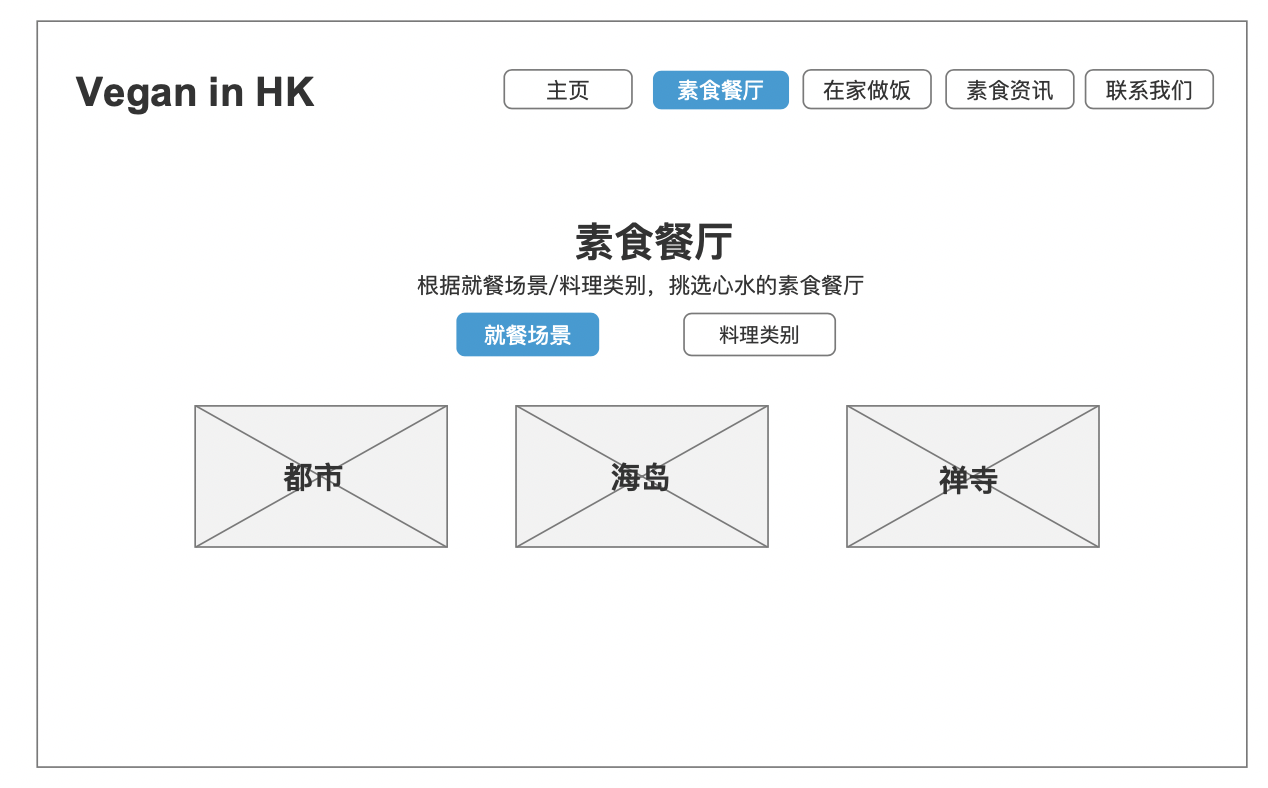 Vegan in HK
主页
素食餐厅
在家做饭
素食资讯
联系我们
素食餐厅
根据就餐场景/料理类别，挑选心水的素食餐厅
就餐场景
料理类别
都市
海岛
禅寺